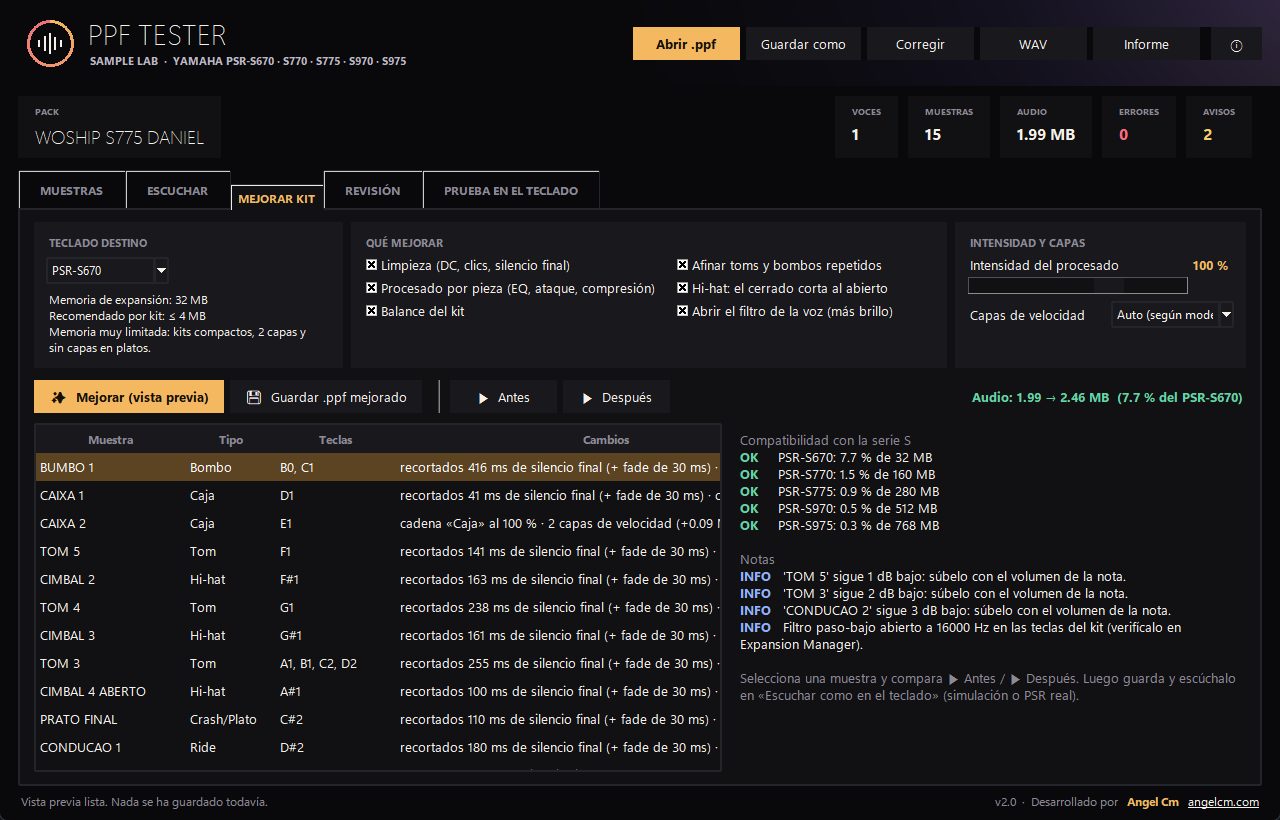 PPF TESTER
SAMPLE LAB · YAMAHA PSR-S670 · S770 · S775 · S970 · S975
Abrir .ppf
Guardar como
Corregir
WAV
Informe
PACK
WOSHIP S775 DANIEL
VOCES
1
MUESTRAS
15
AUDIO
1.99 MB
ERRORES
0
AVISOS
2
MUESTRAS
ESCUCHAR
MEJORAR KIT
REVISIÓN
PRUEBA EN EL TECLADO
TECLADO DESTINO
PSR-S670
Memoria de expansión: 32 MB
Recomendado por kit: ≤ 4 MB
Memoria muy limitada: kits compactos, 2 capas y
sin capas en platos.
QUÉ MEJORAR
Limpieza (DC, clics, silencio final)
Procesado por pieza (EQ, ataque, compresión)
Balance del kit
Afinar toms y bombos repetidos
Hi-hat: el cerrado corta al abierto
Abrir el filtro de la voz (más brillo)
INTENSIDAD Y CAPAS
Intensidad del procesado 100 %
Capas de velocidad Auto (según mode
Mejorar (vista previa)
Guardar .ppf mejorado
▶ Antes
▶ Después
Audio: 1.99 → 2.46 MB (7.7 % del PSR-S670)
Muestra Tipo Teclas Cambios
BUMBO 1 Bombo B0, C1 recortados 416 ms de silencio final (+ fade de 30 ms) ·
CAIXA 1 Caja D1 recortados 41 ms de silencio final (+ fade de 30 ms) · c
CAIXA 2 Caja E1 cadena «Caja» al 100 % · 2 capas de velocidad (+0.09
TOM 5 Tom F1 recortados 141 ms de silencio final (+ fade de 30 ms) ·
CIMBAL 2 Hi-hat F#1 recortados 163 ms de silencio final (+ fade de 30 ms) ·
TOM 4 Tom G1 recortados 238 ms de silencio final (+ fade de 30 ms) ·
CIMBAL 3 Hi-hat G#1 recortados 161 ms de silencio final (+ fade de 30 ms) ·
TOM 3 Tom A1, B1, C2, D2 recortados 255 ms de silencio final (+ fade de 30 ms) ·
CIMBAL 4 ABERTO Hi-hat A#1 recortados 100 ms de silencio final (+ fade de 30 ms) ·
PRATO FINAL Crash/Plato C#2 recortados 110 ms de silencio final (+ fade de 30 ms) ·
CONDUCAO 1 Ride D#2 recortados 180 ms de silencio final (+ fade de 30 ms) ·
Compatibilidad con la serie S
OK PSR-S670: 7.7 % de 32 MB
OK PSR-S770: 1.5 % de 160 MB
OK PSR-S775: 0.9 % de 280 MB
OK PSR-S970: 0.5 % de 512 MB
OK PSR-S975: 0.3 % de 768 MB
Notas
INFO 'TOM 5' sigue 1 dB bajo: súbelo con el volumen de la nota.
INFO 'TOM 3' sigue 2 dB bajo: súbelo con el volumen de la nota.
INFO 'CONDUCAO 2' sigue 3 dB bajo: súbelo con el volumen de la nota.
INFO Filtro paso-bajo abierto a 16000 Hz en las teclas del kit (verifícalo en
Expansion Manager).
Selecciona una muestra y compara ▶ Antes / ▶ Después. Luego guarda y escúchalo
en «Escuchar como en el teclado» (simulación o PSR real).
Vista previa lista. Nada se ha guardado todavía.
v2.0 · Desarrollado por Angel Cm angelcm.com